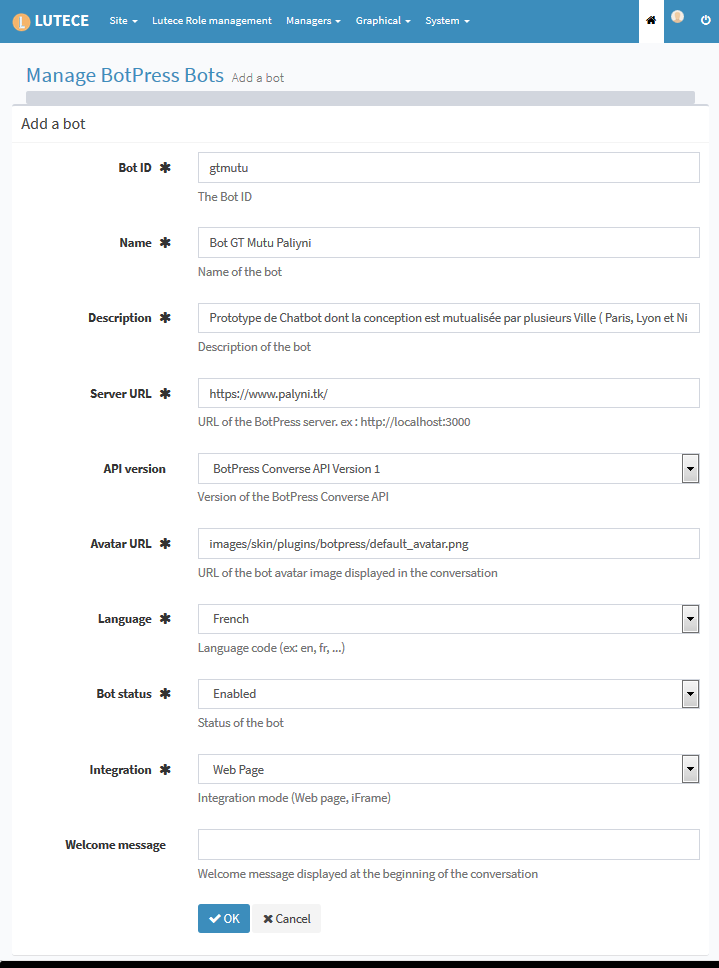 LUTECE Site Lutece Role management Managers Graphical System
Manage BotPress Bots Add a bot
Add a bot
Bot ID ✱ gtmutu
The Bot ID
Name ✱ Bot GT Mutu Paliyni
Name of the bot
Description ✱ Prototype de Chatbot dont la conception est mutualisée par plusieurs Ville ( Paris, Lyon et Ni
Description of the bot
Server URL ✱ https://www.palyni.tk/
URL of the BotPress server. ex : http://localhost:3000
API version BotPress Converse API Version 1
Version of the BotPress Converse API
Avatar URL ✱ images/skin/plugins/botpress/default_avatar.png
URL of the bot avatar image displayed in the conversation
Language ✱ French
Language code (ex: en, fr, ...)
Bot status ✱ Enabled
Status of the bot
Integration ✱ Web Page
Integration mode (Web page, iFrame)
Welcome message
Welcome message displayed at the beginning of the conversation
OK Cancel